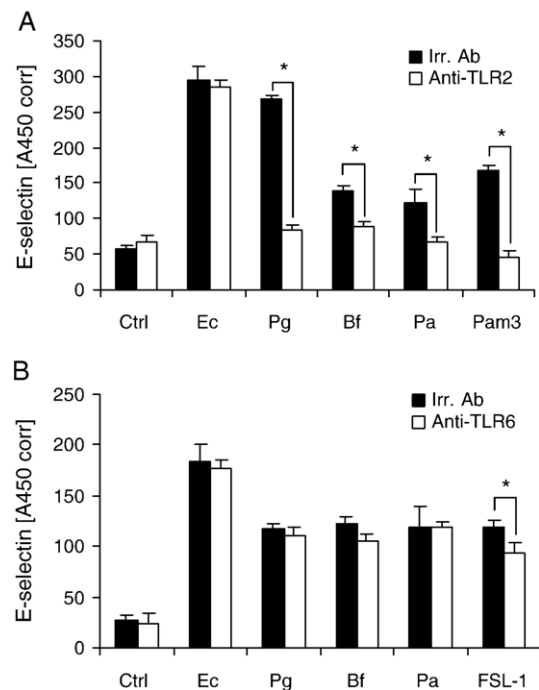 A
E-selectin [A450 corr]
350
300
250
200
150
100
50
0
Irr. Ab
Anti-TLR2
*
*
*
*
Ctrl Ec Pg Bf Pa Pam3
B
E-selectin [A450 corr]
250
200
150
100
50
0
Irr. Ab
Anti-TLR6
*
Ctrl Ec Pg Bf Pa FSL-1